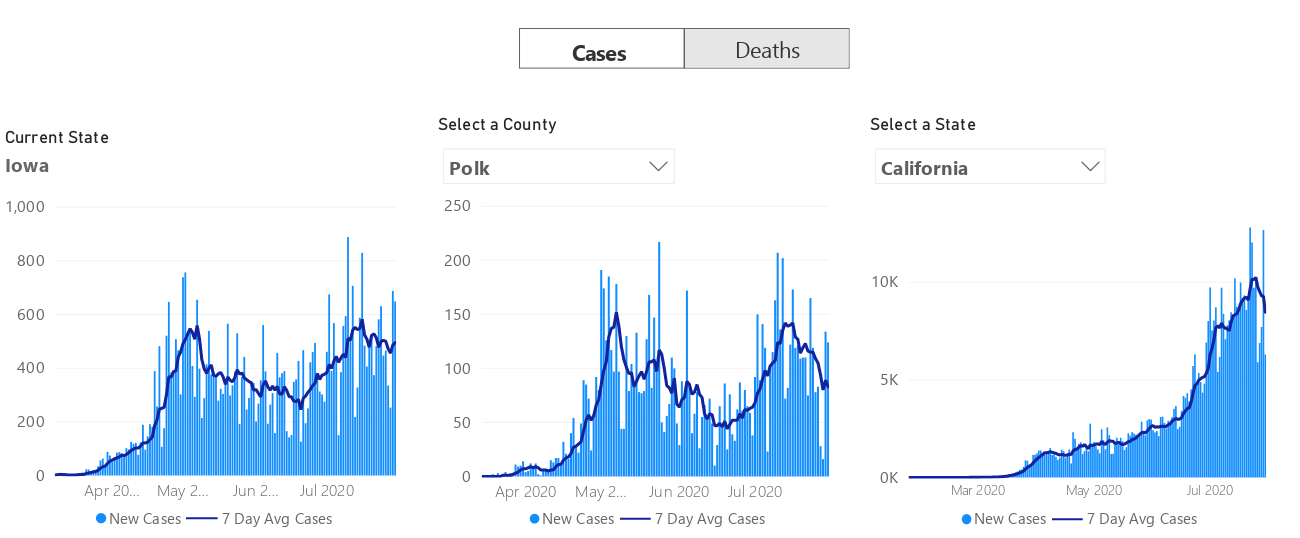 Cases
Deaths
Current State
Iowa
1,000
800
600
400
200
0
Apr 20...
May 2...
Jun 2...
Jul 2020
New Cases
7 Day Avg Cases
Select a County
Polk
250
200
150
100
50
0
Apr 2020
May 2...
Jun 2020
Jul 2020
New Cases
7 Day Avg Cases
Select a State
California
10K
5K
0K
Mar 2020
May 2020
Jul 2020
New Cases
7 Day Avg Cases